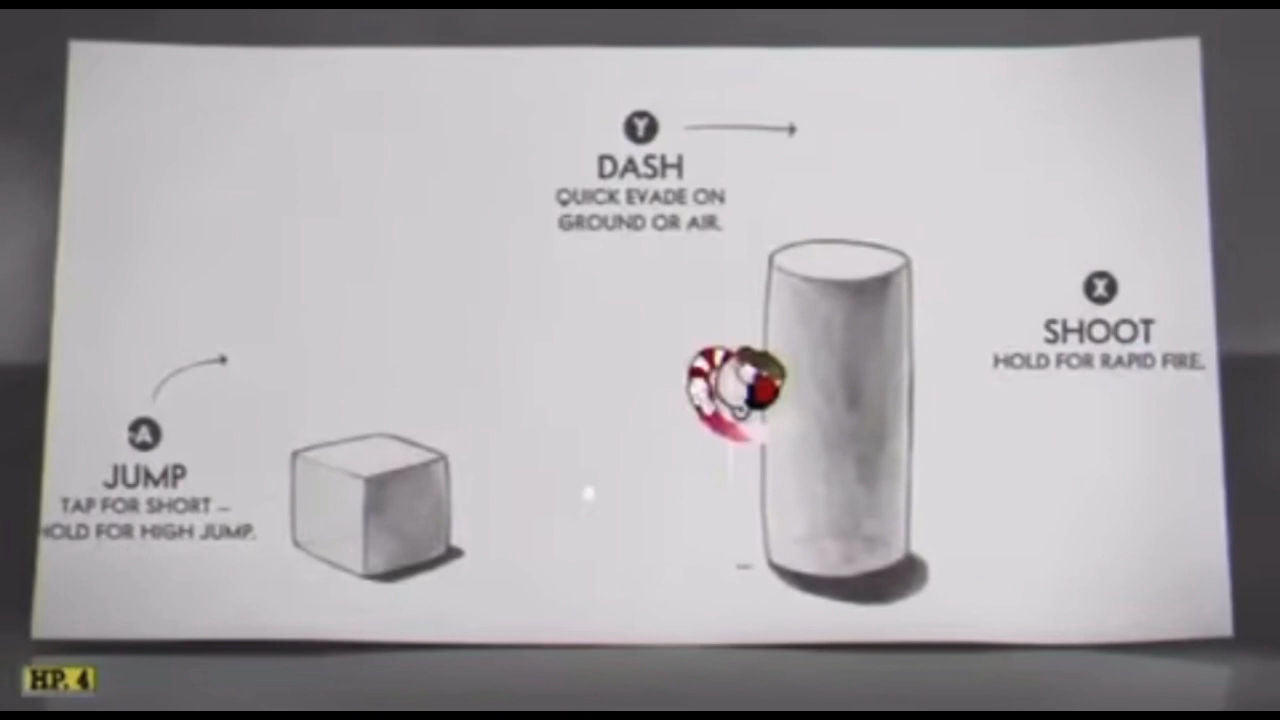 Y
DASH
QUICK EVADE ON
GROUND OR AIR.
X
SHOOT
HOLD FOR RAPID FIRE.
A
JUMP
TAP FOR SHORT –
HOLD FOR HIGH JUMP.
HP. 4